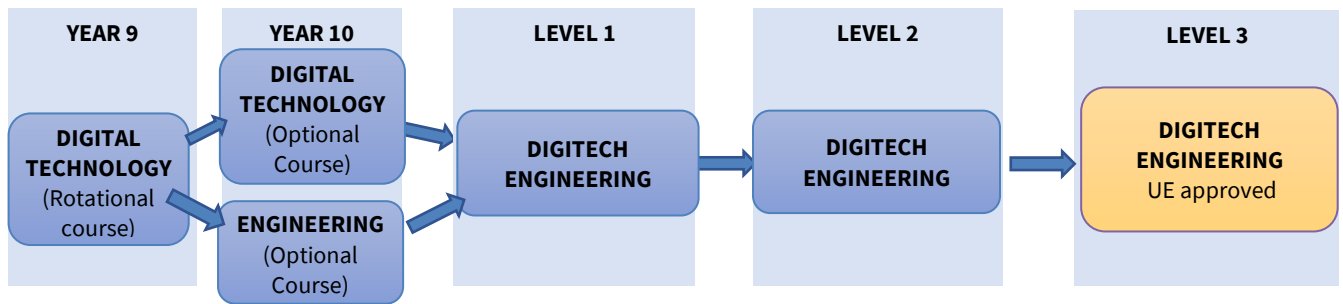 YEAR 9
YEAR 10
LEVEL 1
LEVEL 2
LEVEL 3
DIGITAL
TECHNOLOGY
(Rotational
course)
DIGITAL
TECHNOLOGY
(Optional
Course)
ENGINEERING
(Optional
Course)
DIGITECH
ENGINEERING
DIGITECH
ENGINEERING
DIGITECH
ENGINEERING
UE approved